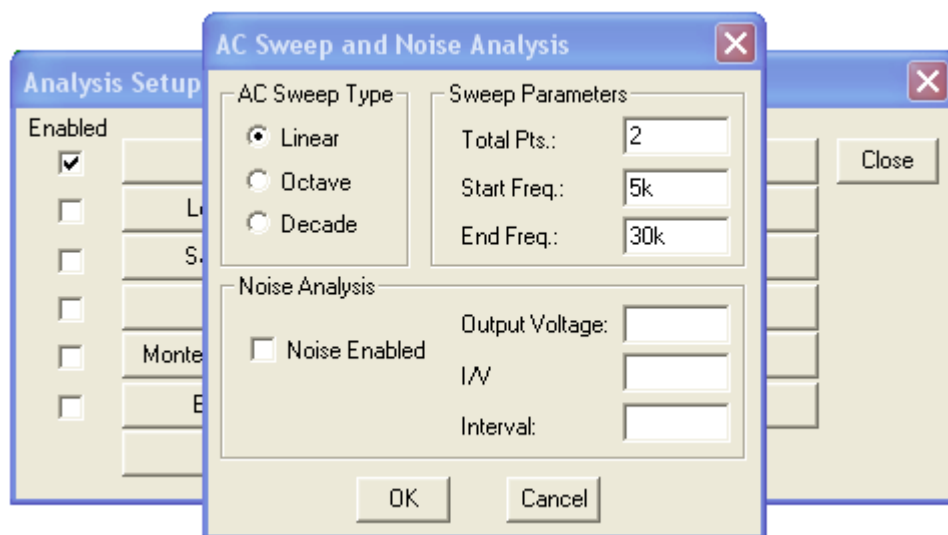 AC Sweep and Noise Analysis
Analysis Setup
AC Sweep Type
Linear
Octave
Decade
Sweep Parameters
Total Pts.: 2
Start Freq.: 5k
End Freq.: 30k
Noise Analysis
Noise Enabled
Output Voltage:
I/V
Interval:
OK
Cancel
Enabled
Monte
Close